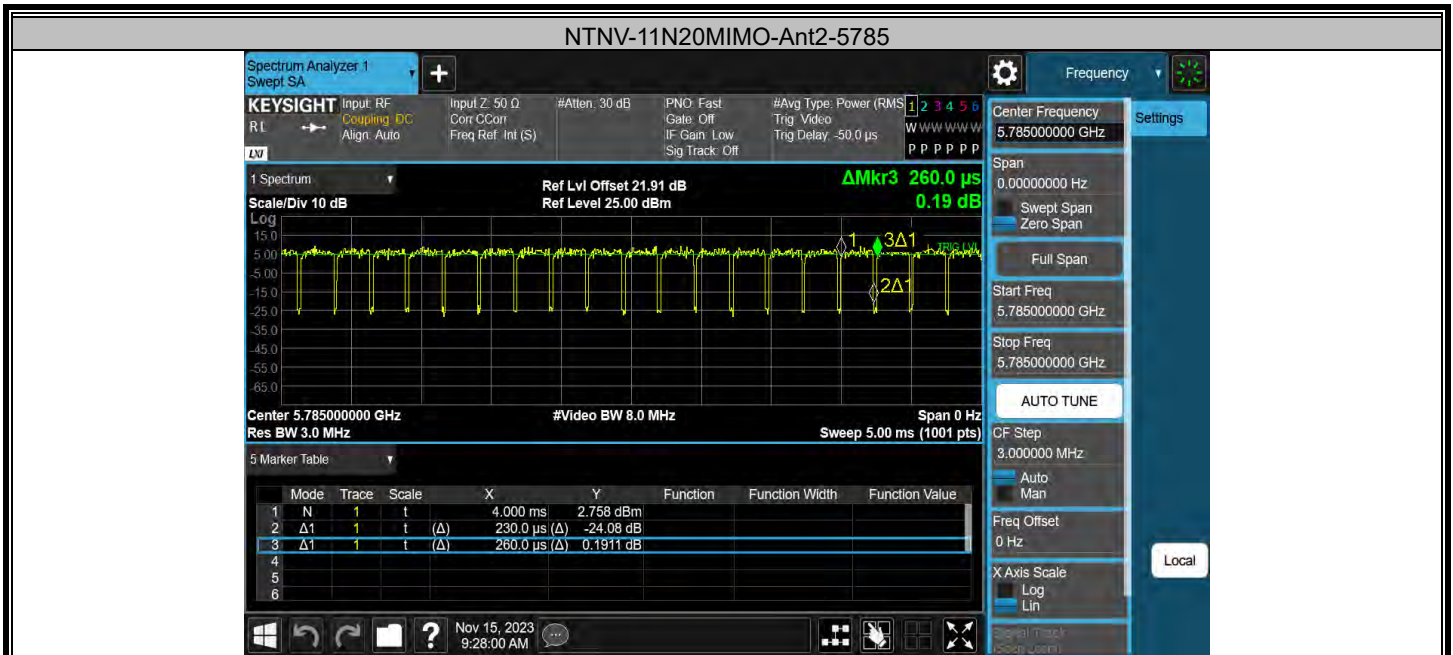 NTNV-11N20MIMO-Ant2-5785
Spectrum Analyzer 1
Swept SA
+
Frequency
KEYSIGHT
RL
LXI
Input: RF
Coupling: DC
Align: Auto
Input Z: 50 Ω
Corr CCorr
Freq Ref: Int (S)
#Atten: 30 dB
PNO: Fast
Gate: Off
IF Gain: Low
Sig Track: Off
#Avg Type: Power (RMS
Trig: Video
Trig Delay: -50.0 µs
1 2 3 4 5 6
W W W W W W
P P P P P P
1 Spectrum
Scale/Div 10 dB
Ref Lvl Offset 21.91 dB
Ref Level 25.00 dBm
ΔMkr3 260.0 µs
0.19 dB
Log
15.0
5.00
-5.00
-15.0
-25.0
-35.0
-45.0
-55.0
-65.0
1
3Δ1
TRIG LVL
2Δ1
Center 5.785000000 GHz
Res BW 3.0 MHz
#Video BW 8.0 MHz
Span 0 Hz
Sweep 5.00 ms (1001 pts)
5 Marker Table
Mode Trace Scale X Y Function Function Width Function Value
1 N 1 t 4.000 ms 2.758 dBm
2 Δ1 1 t (Δ) 230.0 µs (Δ) -24.08 dB
3 Δ1 1 t (Δ) 260.0 µs (Δ) 0.1911 dB
4
5
6
Nov 15, 2023
9:28:00 AM
Center Frequency
5.785000000 GHz
Settings
Span
0.00000000 Hz
Swept Span
Zero Span
Full Span
Start Freq
5.785000000 GHz
Stop Freq
5.785000000 GHz
AUTO TUNE
CF Step
3.000000 MHz
Auto
Man
Freq Offset
0 Hz
X Axis Scale
Log
Lin
Signal Track
(Span Zoom)
Local